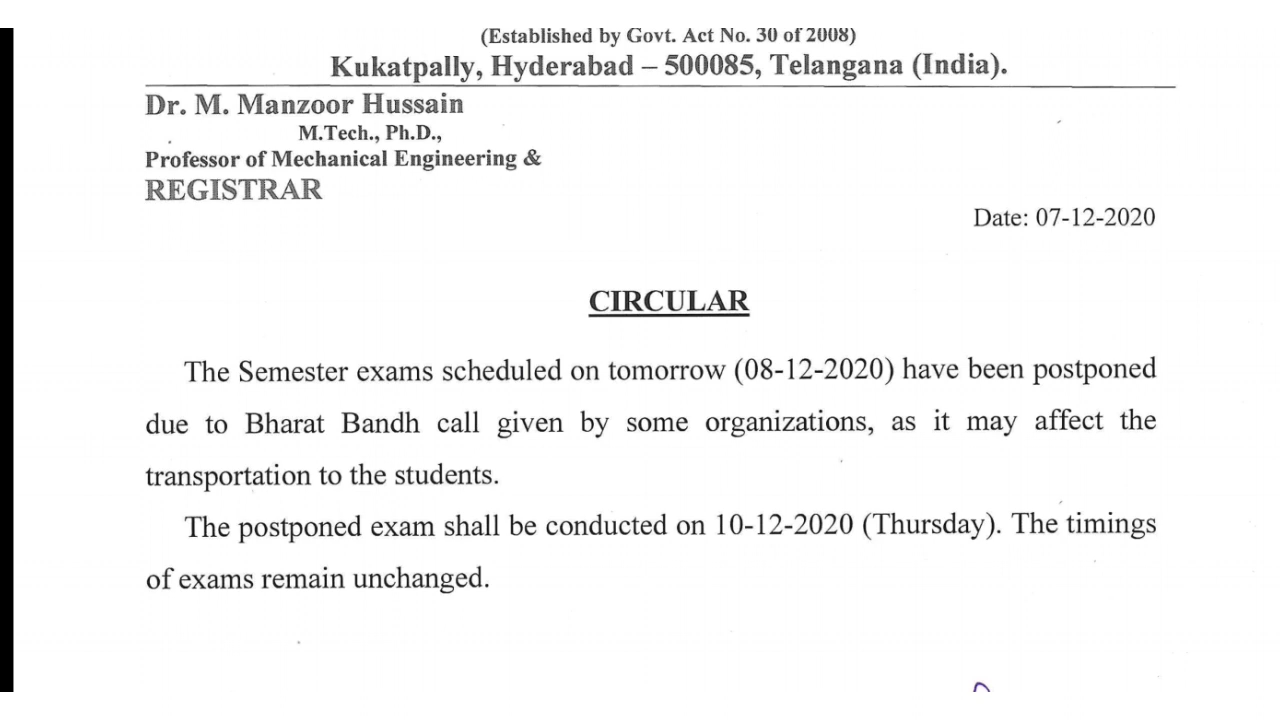 (Established by Govt. Act No. 30 of 2008)
Kukatpally, Hyderabad – 500085, Telangana (India).
Dr. M. Manzoor Hussain
M.Tech., Ph.D.,
Professor of Mechanical Engineering &
REGISTRAR
Date: 07-12-2020
CIRCULAR
The Semester exams scheduled on tomorrow (08-12-2020) have been postponed
due to Bharat Bandh call given by some organizations, as it may affect the
transportation to the students.
The postponed exam shall be conducted on 10-12-2020 (Thursday). The timings
of exams remain unchanged.